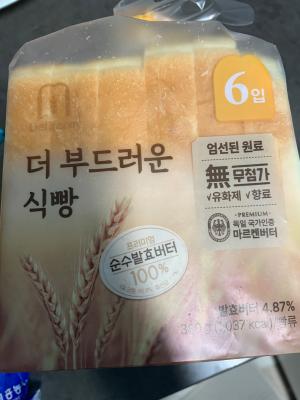 6입
더 부드러운
식빵
엄선된 원료
無 무첨가
√유화제 √향료
PREMIUM
독일 국가인증
마르켄버터
프리미엄
순수발효버터
100%
발효버터 4.87%